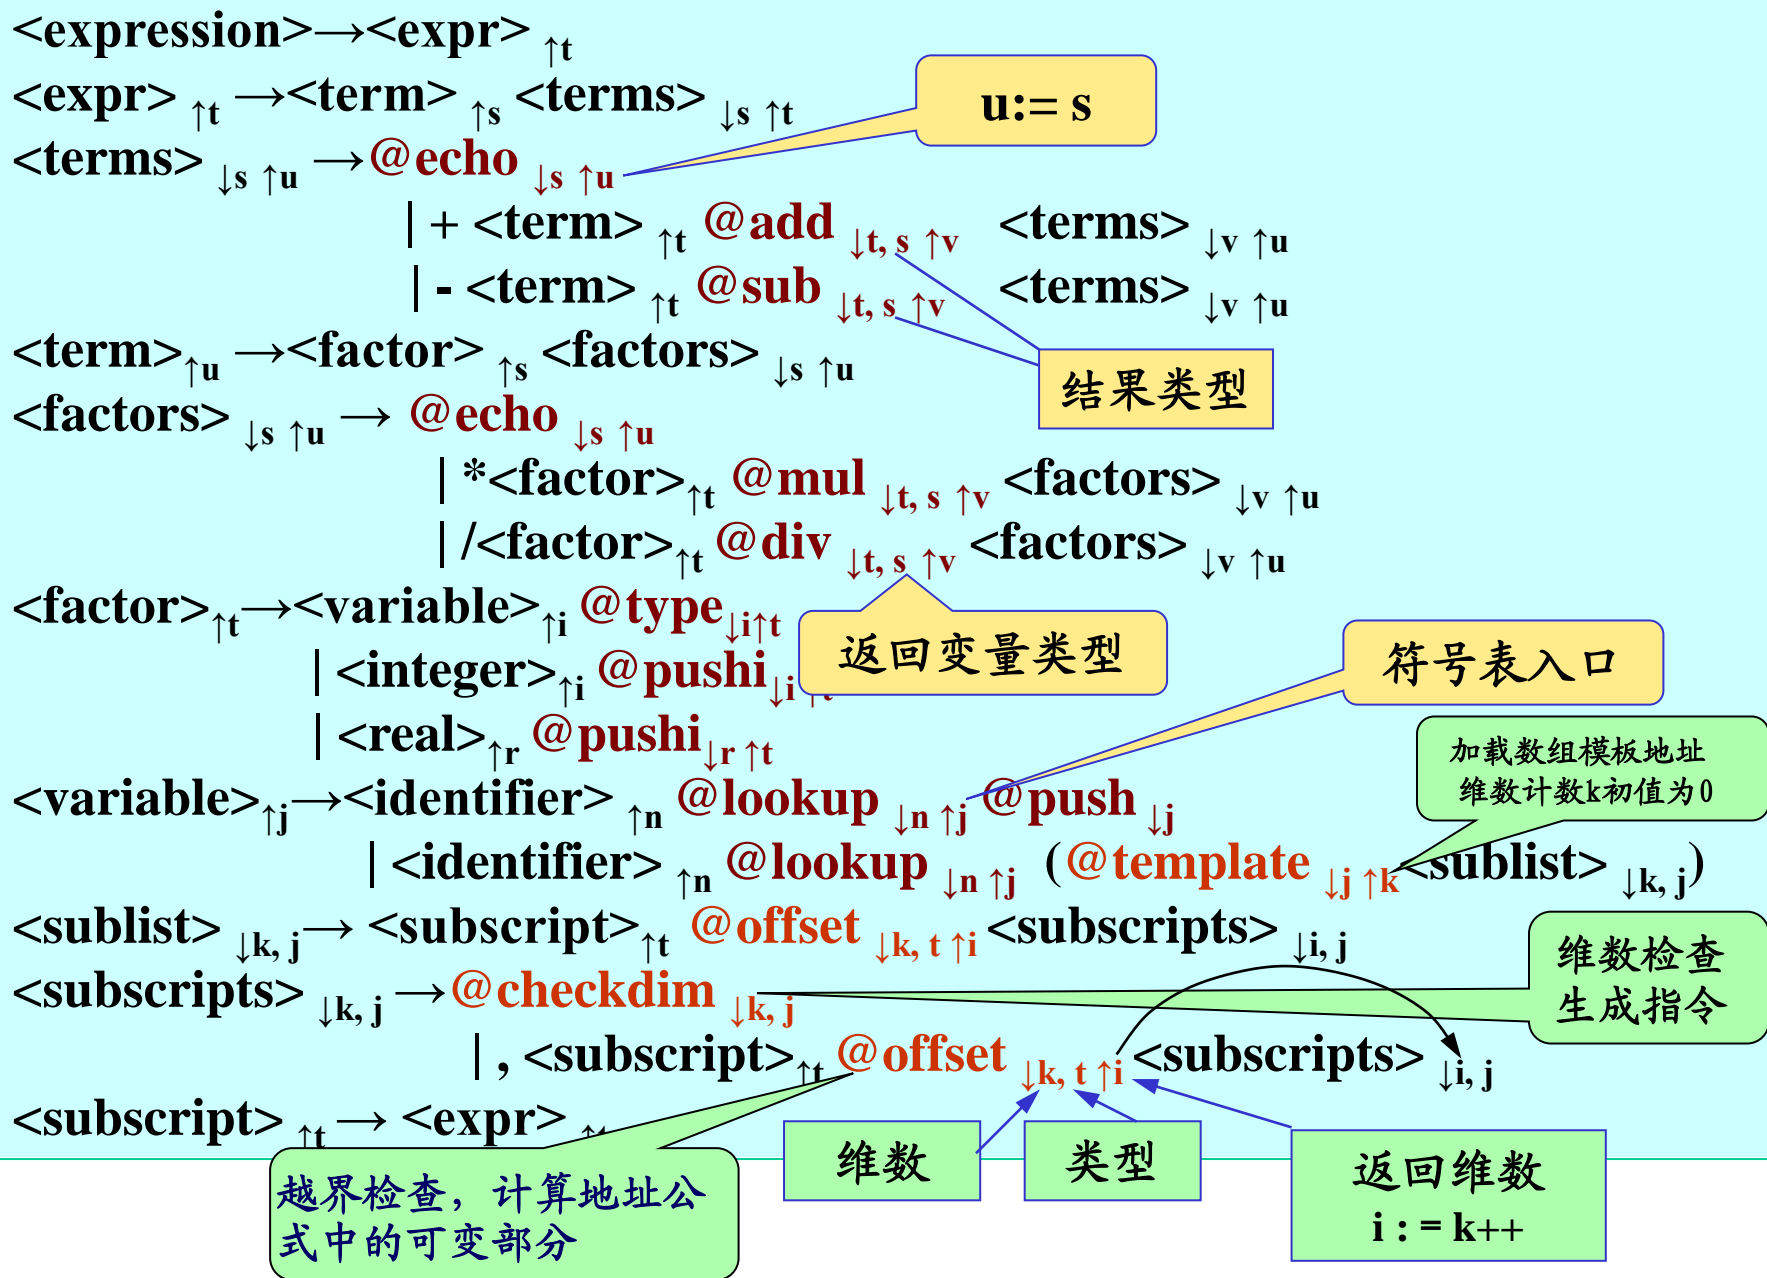 <expression>→<expr> ↑t
<expr> ↑t →<term> ↑s <terms> ↓s ↑t
u:= s
<terms> ↓s ↑u →@echo ↓s ↑u
| + <term> ↑t @add ↓t, s ↑v <terms> ↓v ↑u
| - <term> ↑t @sub ↓t, s ↑v <terms> ↓v ↑u
<term>↑u →<factor> ↑s <factors> ↓s ↑u
结果类型
<factors> ↓s ↑u → @echo ↓s ↑u
| *<factor>↑t @mul ↓t, s ↑v <factors> ↓v ↑u
| /<factor>↑t @div ↓t, s ↑v <factors> ↓v ↑u
<factor>↑t→<variable>↑i @type↓i↑t
返回变量类型
符号表入口
| <integer>↑i @pushi↓i ↑t
| <real>↑r @pushi↓r ↑t
加载数组模板地址
维数计数k初值为0
<variable>↑j→<identifier> ↑n @lookup ↓n ↑j @push ↓j
| <identifier> ↑n @lookup ↓n ↑j (@template ↓j ↑k<sublist> ↓k, j)
<sublist> ↓k, j→ <subscript>↑t @offset ↓k, t ↑i <subscripts> ↓i, j
维数检查
生成指令
<subscripts> ↓k, j →@checkdim ↓k, j
| , <subscript>↑t @offset ↓k, t ↑i <subscripts> ↓i, j
<subscript> ↑t → <expr> ↑t
维数
类型
返回维数
i : = k++
越界检查，计算地址公
式中的可变部分